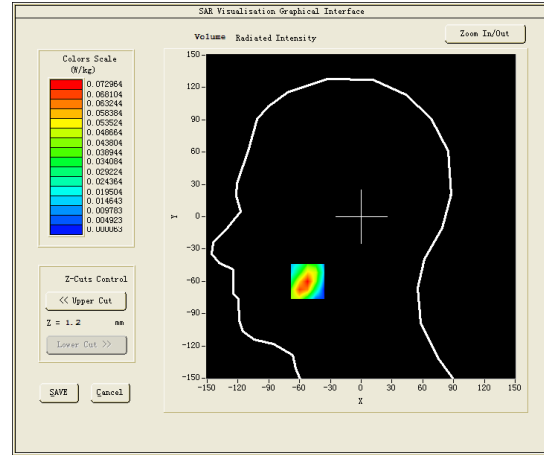 SAR Visualisation Graphical Interface
Volume Radiated Intensity
Zoom In/Out
Colors Scale
(W/kg)
0.072964
0.068104
0.063244
0.058384
0.053524
0.048664
0.043804
0.038944
0.034084
0.029224
0.024364
0.019504
0.014643
0.009783
0.004923
0.000063
Z-Cuts Control
<< Upper Cut
Z = 1.2 mm
Lower Cut >>
SAVE
Cancel
150
120
90
60
30
0
-30
-60
-90
-120
-150
Y
-150 -120 -90 -60 -30 0 30 60 90 120 150
X